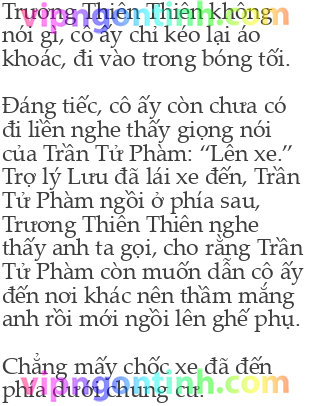 Trương Thiên Thiên không
nói gì, cô ấy chỉ kéo lại áo
khoác, đi vào trong bóng tối.
Đáng tiếc, cô ấy còn chưa có
đi liền nghe thấy giọng nói
của Trần Tử Phàm: “Lên xe.”
Trợ lý Lưu đã lái xe đến, Trần
Tử Phàm ngồi ở phía sau,
Trương Thiên Thiên nghe
thấy anh ta gọi, cho rằng Trần
Tử Phàm còn muốn dẫn cô ấy
đến nơi khác nên thầm mắng
anh rồi mới ngồi lên ghế phụ.
Chẳng mấy chốc xe đã đến
phía dưới chung cư.
vipngontinh.com
vipngontinh.com